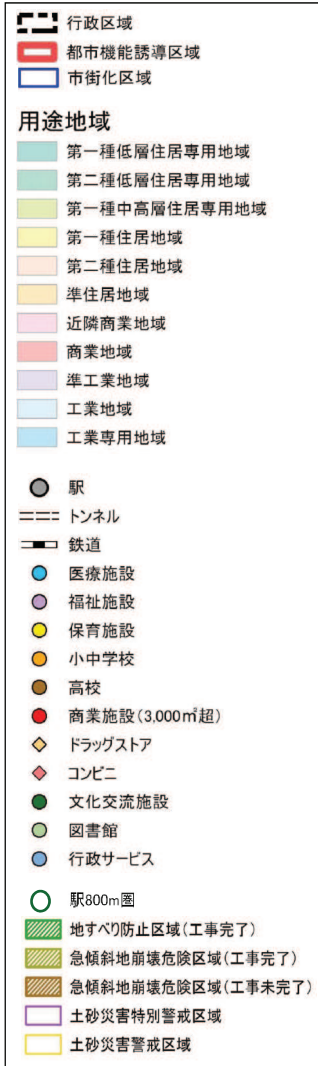 行政区域
都市機能誘導区域
市街化区域
用途地域
第一種低層住居専用地域
第二種低層住居専用地域
第一種中高層住居専用地域
第一種住居地域
第二種住居地域
準住居地域
近隣商業地域
商業地域
準工業地域
工業地域
工業専用地域
駅
トンネル
鉄道
医療施設
福祉施設
保育施設
小中学校
高校
商業施設(3,000㎡超)
ドラッグストア
コンビニ
文化交流施設
図書館
行政サービス
駅800m圏
地すべり防止区域(工事完了)
急傾斜地崩壊危険区域(工事完了)
急傾斜地崩壊危険区域(工事未完了)
土砂災害特別警戒区域
土砂災害警戒区域